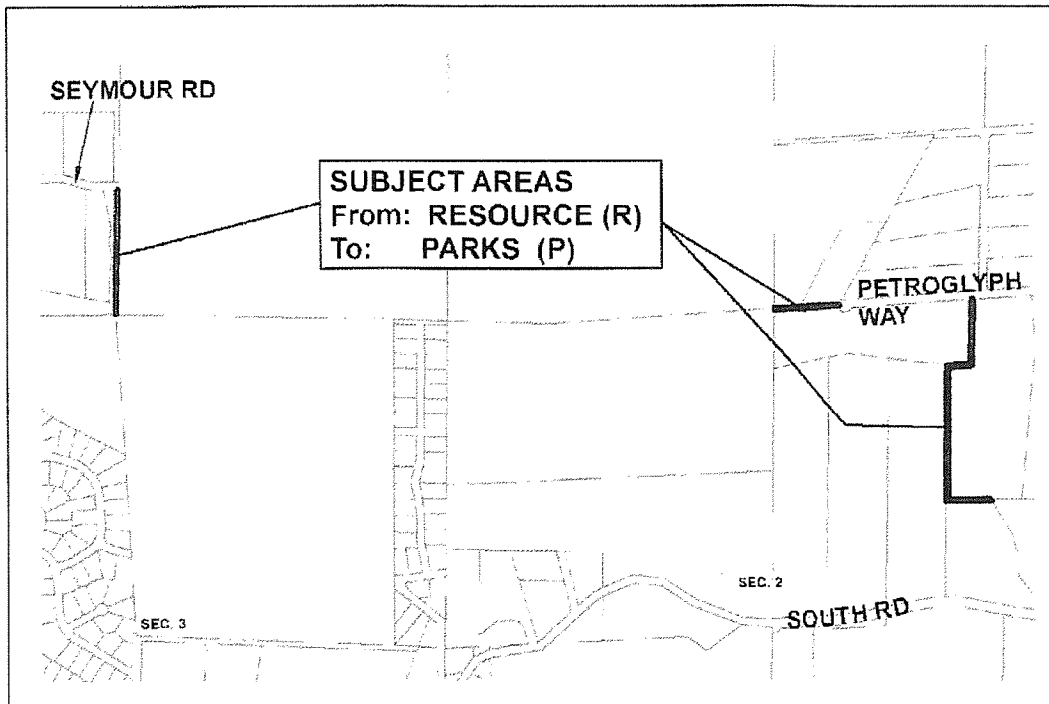 SEYMOUR RD
SUBJECT AREAS
From: RESOURCE (R)
To: PARKS (P)
PETROGLYPH
WAY
SEC. 2
SOUTH RD
SEC. 3